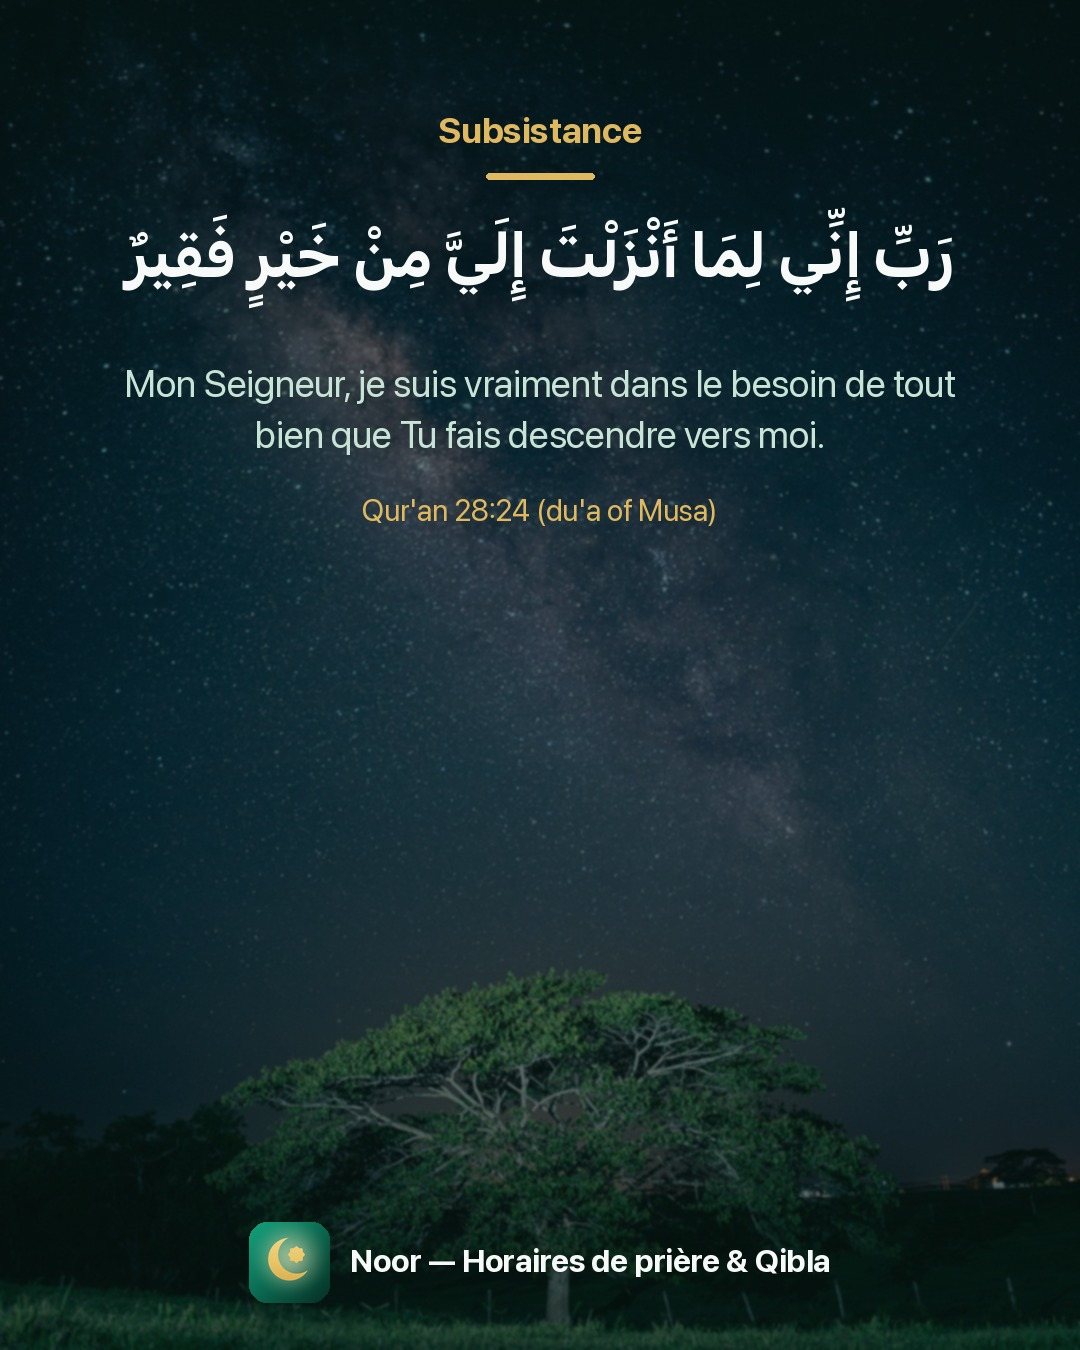 Subsistance
رَبِّ إِنِّي لِمَا أَنْزَلْتَ إِلَيَّ مِنْ خَيْرٍ فَقِيرٌ
Mon Seigneur, je suis vraiment dans le besoin de tout
bien que Tu fais descendre vers moi.
Qur'an 28:24 (du'a of Musa)
Noor — Horaires de prière & Qibla